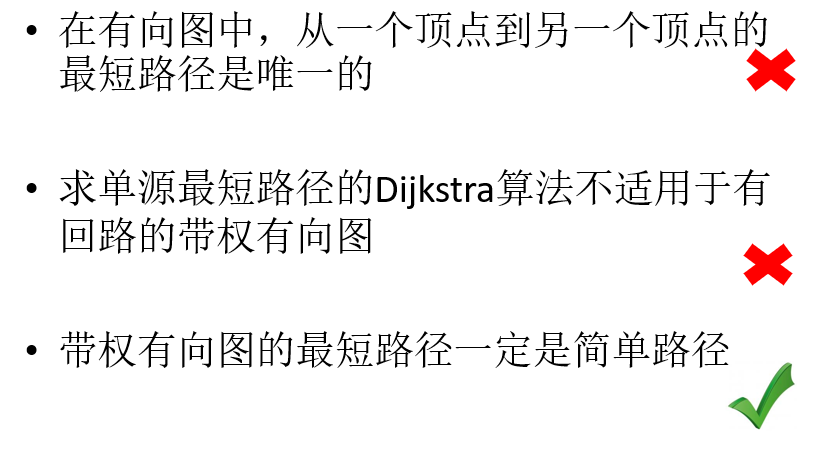 • 在有向图中，从一个顶点到另一个顶点的
最短路径是唯一的
• 求单源最短路径的Dijkstra算法不适用于有
回路的带权有向图
• 带权有向图的最短路径一定是简单路径